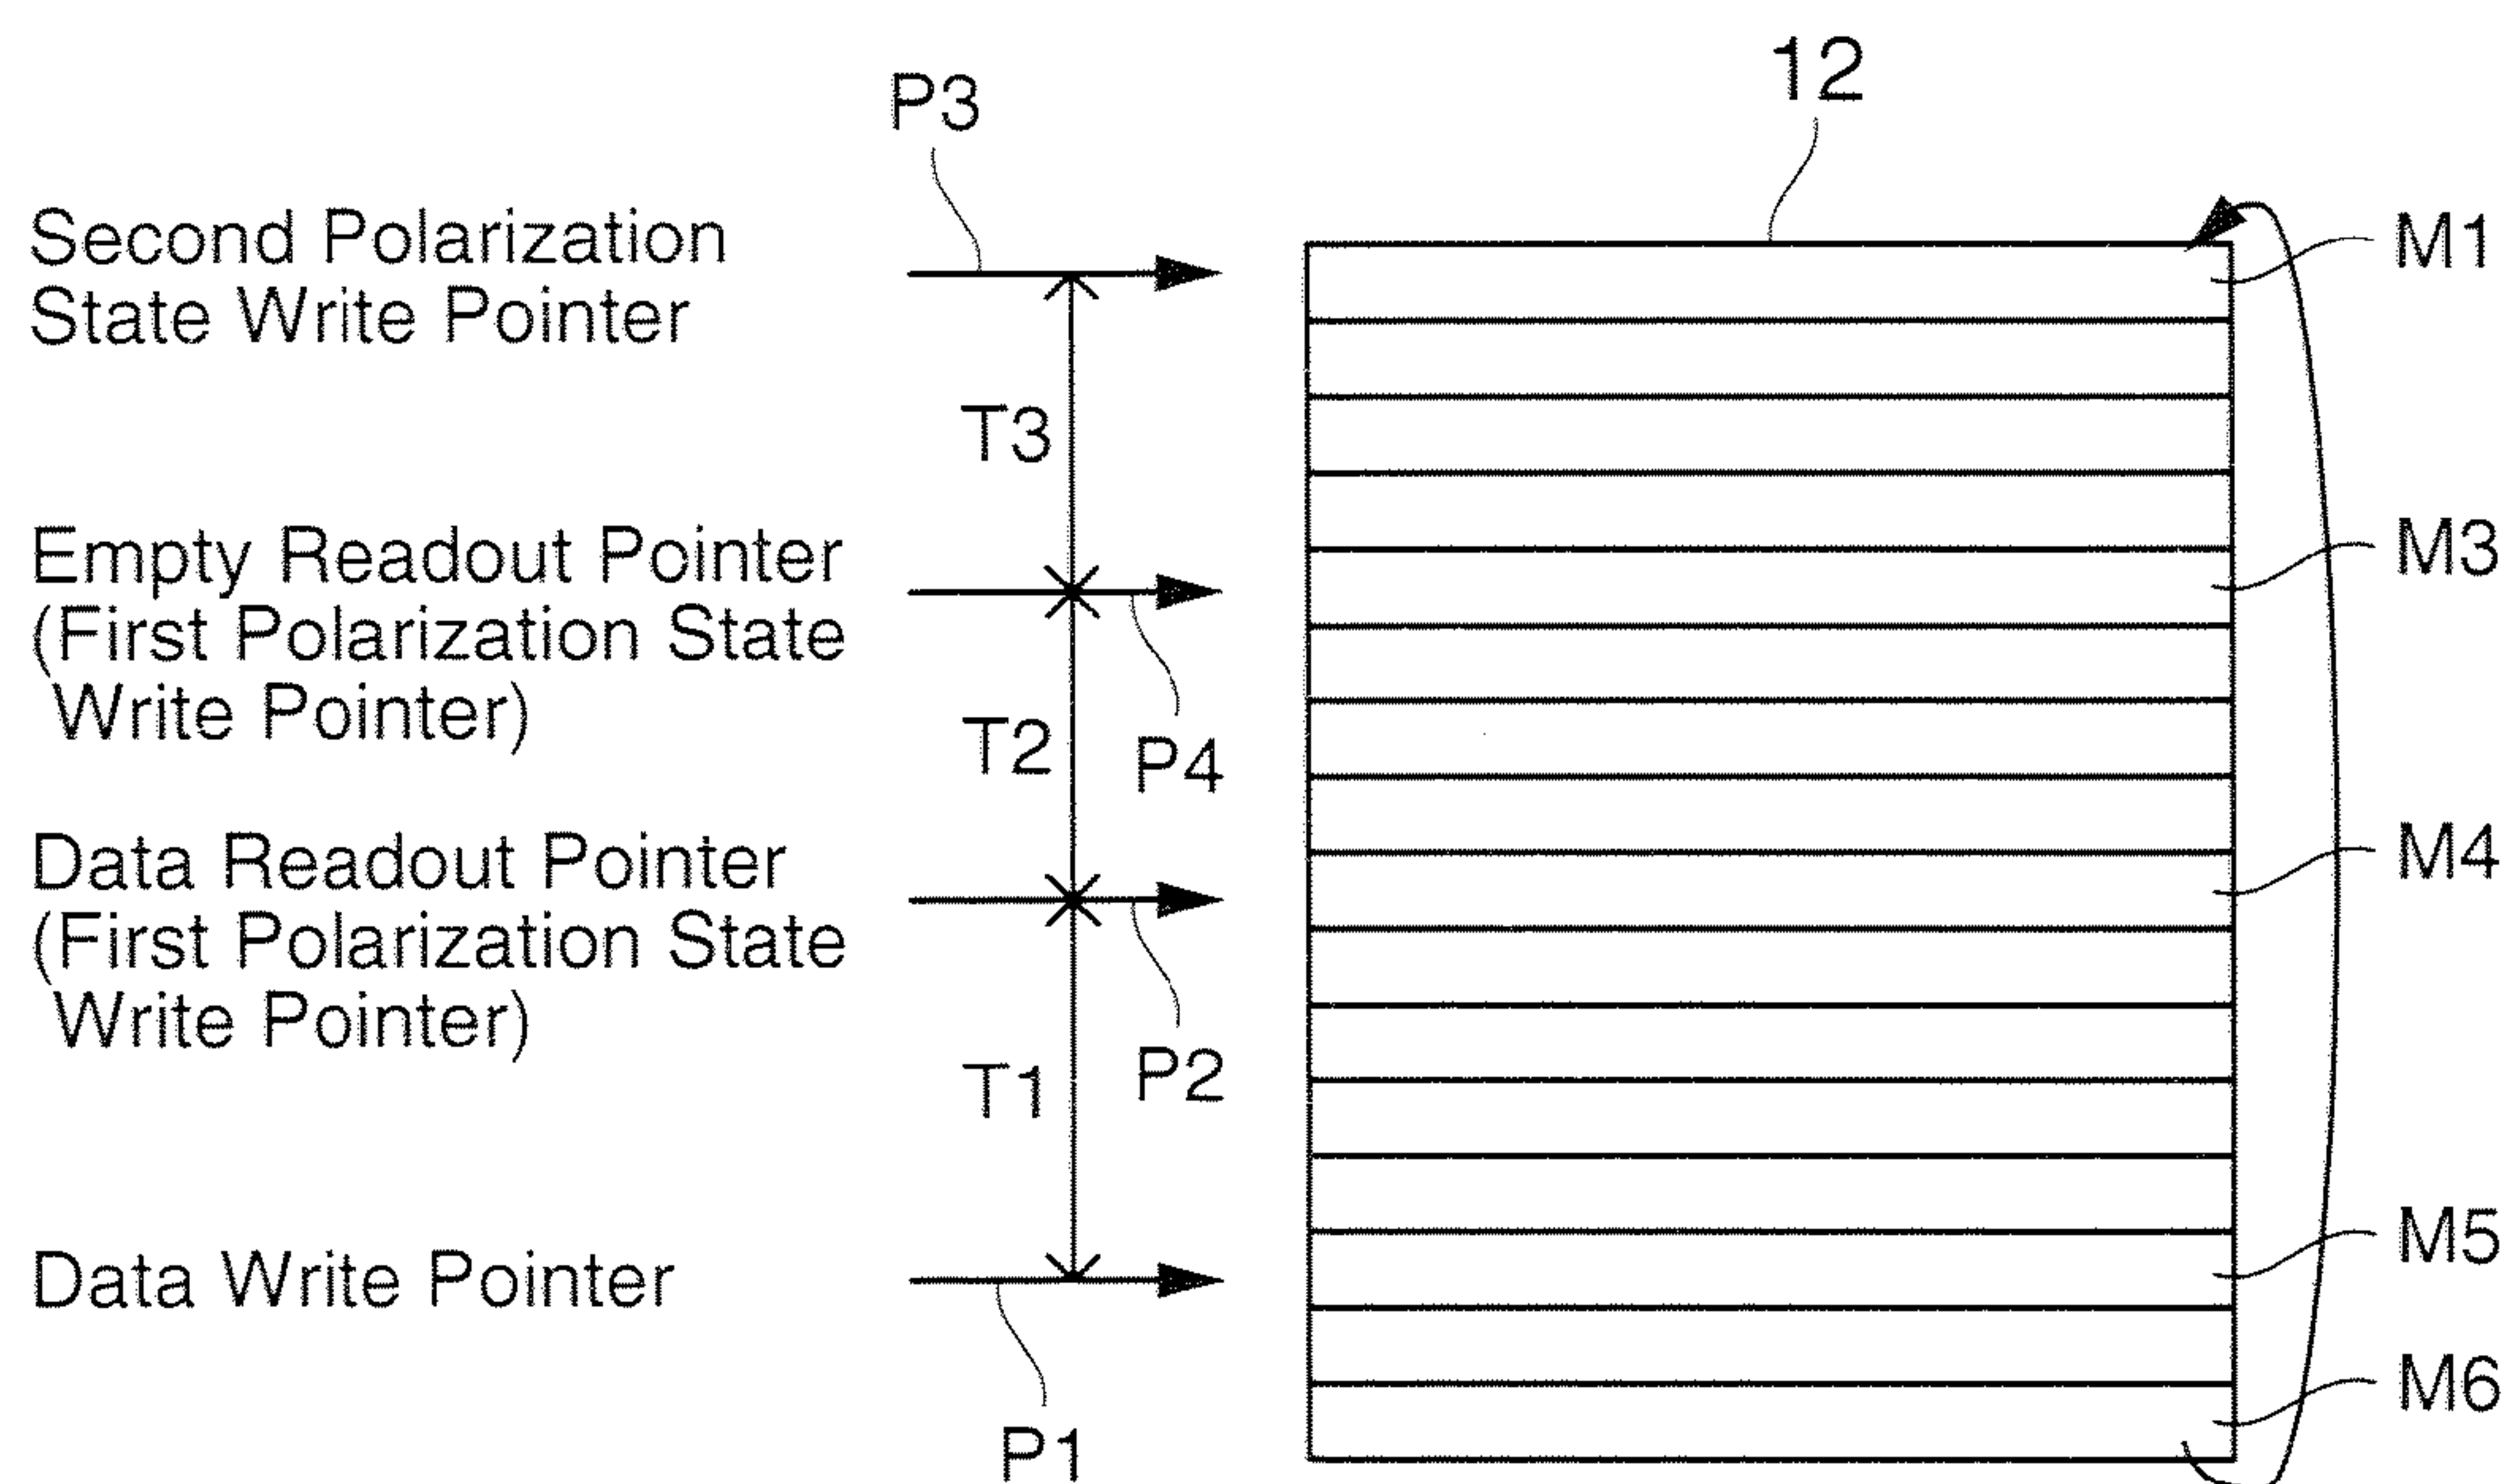 12
P3
Second Polarization
State Write Pointer
M1
T3
Empty Readout Pointer
(First Polarization State
Write Pointer)
M3
T2
P4
Data Readout Pointer
(First Polarization State
Write Pointer)
M4
T1
P2
Data Write Pointer
M5
P1
M6